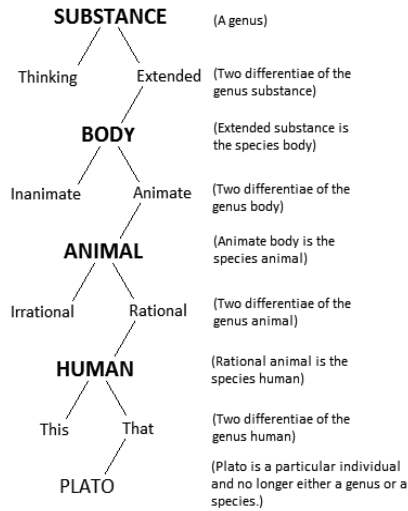 SUBSTANCE (A genus)
Thinking Extended (Two differentiae of the
genus substance)
BODY (Extended substance is
the species body)
Inanimate Animate (Two differentiae of the
genus body)
ANIMAL (Animate body is the
species animal)
Irrational Rational (Two differentiae of the
genus animal)
HUMAN (Rational animal is the
species human)
This That (Two differentiae of the
genus human)
PLATO (Plato is a particular individual
and no longer either a genus or a
species.)